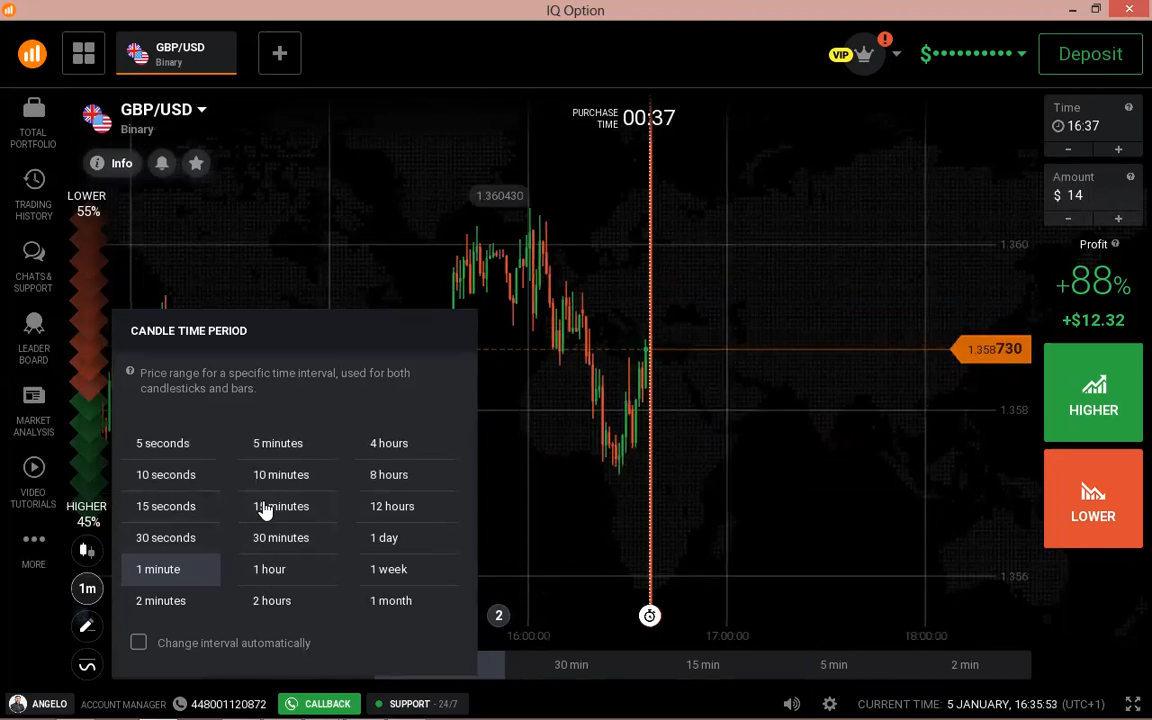 IQ Option
GBP/USD
Binary
VIP
!
$••••••••••
Deposit
GBP/USD
Binary
PURCHASE
TIME
00:37
Time
16:37
- +
TOTAL
PORTFOLIO
Info
Amount
$ 14
- +
TRADING
HISTORY
LOWER
55%
1.360430
1.360
Profit
+88%
+$12.32
CHATS &
SUPPORT
LEADER
BOARD
CANDLE TIME PERIOD
1.358730
Price range for a specific time interval, used for both
candlesticks and bars.
HIGHER
1.358
MARKET
ANALYSIS
5 seconds
5 minutes
4 hours
10 seconds
10 minutes
8 hours
VIDEO
TUTORIALS
HIGHER
45%
15 seconds
15 minutes
12 hours
LOWER
30 seconds
30 minutes
1 day
MORE
1 minute
1 hour
1 week
1.356
1m
2 minutes
2 hours
1 month
2
16:00:00
17:00:00
18:00:00
Change interval automatically
30 min
15 min
5 min
2 min
ANGELO
ACCOUNT MANAGER
448001120872
CALLBACK
SUPPORT - 24/7
CURRENT TIME: 5 JANUARY, 16:35:53 (UTC+1)